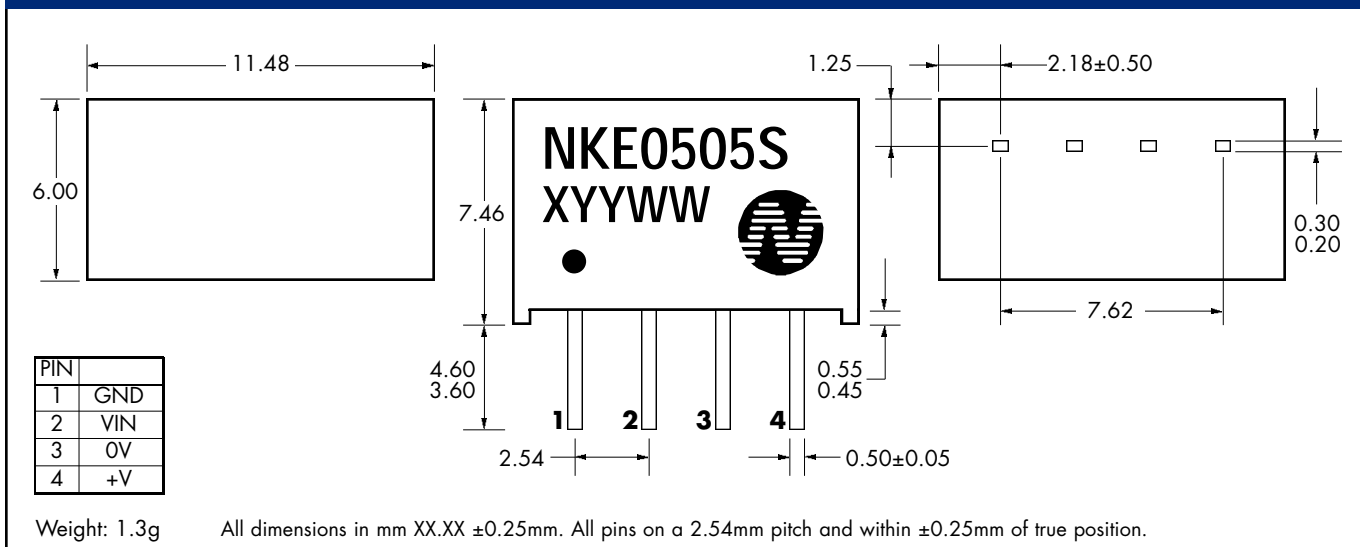 11.48
6.00
1.25
2.18±0.50
0.30
0.20
7.62
NKE0505S
XYYWW
7.46
4.60
3.60
0.55
0.45
1 2 3 4
2.54
0.50±0.05
PIN
1 GND
2 VIN
3 0V
4 +V
Weight: 1.3g
All dimensions in mm XX.XX ±0.25mm. All pins on a 2.54mm pitch and within ±0.25mm of true position.